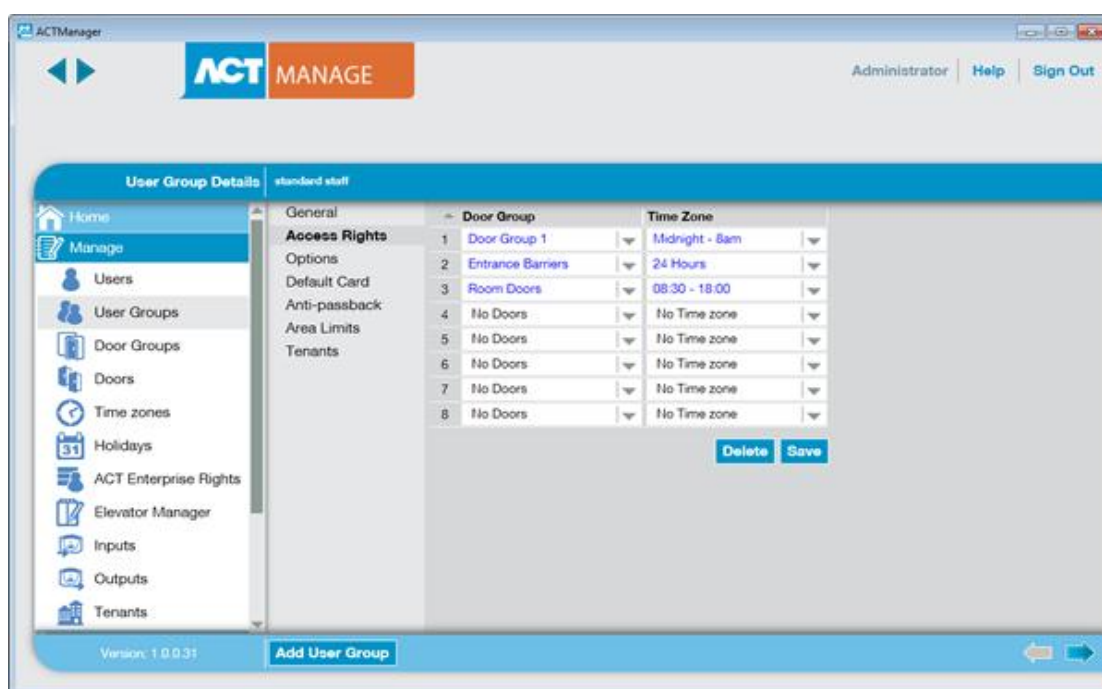 ACTManager
ACT MANAGE
Administrator Help Sign Out
User Group Details standard staff
Home
Manage
Users
User Groups
Door Groups
Doors
Time zones
Holidays
31
ACT Enterprise Rights
Elevator Manager
Inputs
Outputs
Tenants
General
Access Rights
Options
Default Card
Anti-passback
Area Limits
Tenants
Door Group Time Zone
1 Door Group 1 Midnight - 8am
2 Entrance Barriers 24 Hours
3 Room Doors 08:30 - 18:00
4 No Doors No Time zone
5 No Doors No Time zone
6 No Doors No Time zone
7 No Doors No Time zone
8 No Doors No Time zone
Delete Save
Version: 1.0.0.31 Add User Group